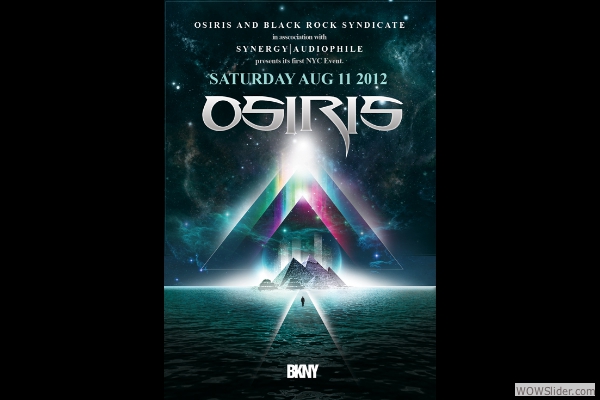 OSIRIS AND BLACK ROCK SYNDICATE
in asscociation with
SYNERGY|AUDIOPHILE
presents its first NYC Event.
SATURDAY AUG 11 2012
OSIRIS
BKNY
WOWSlider.com